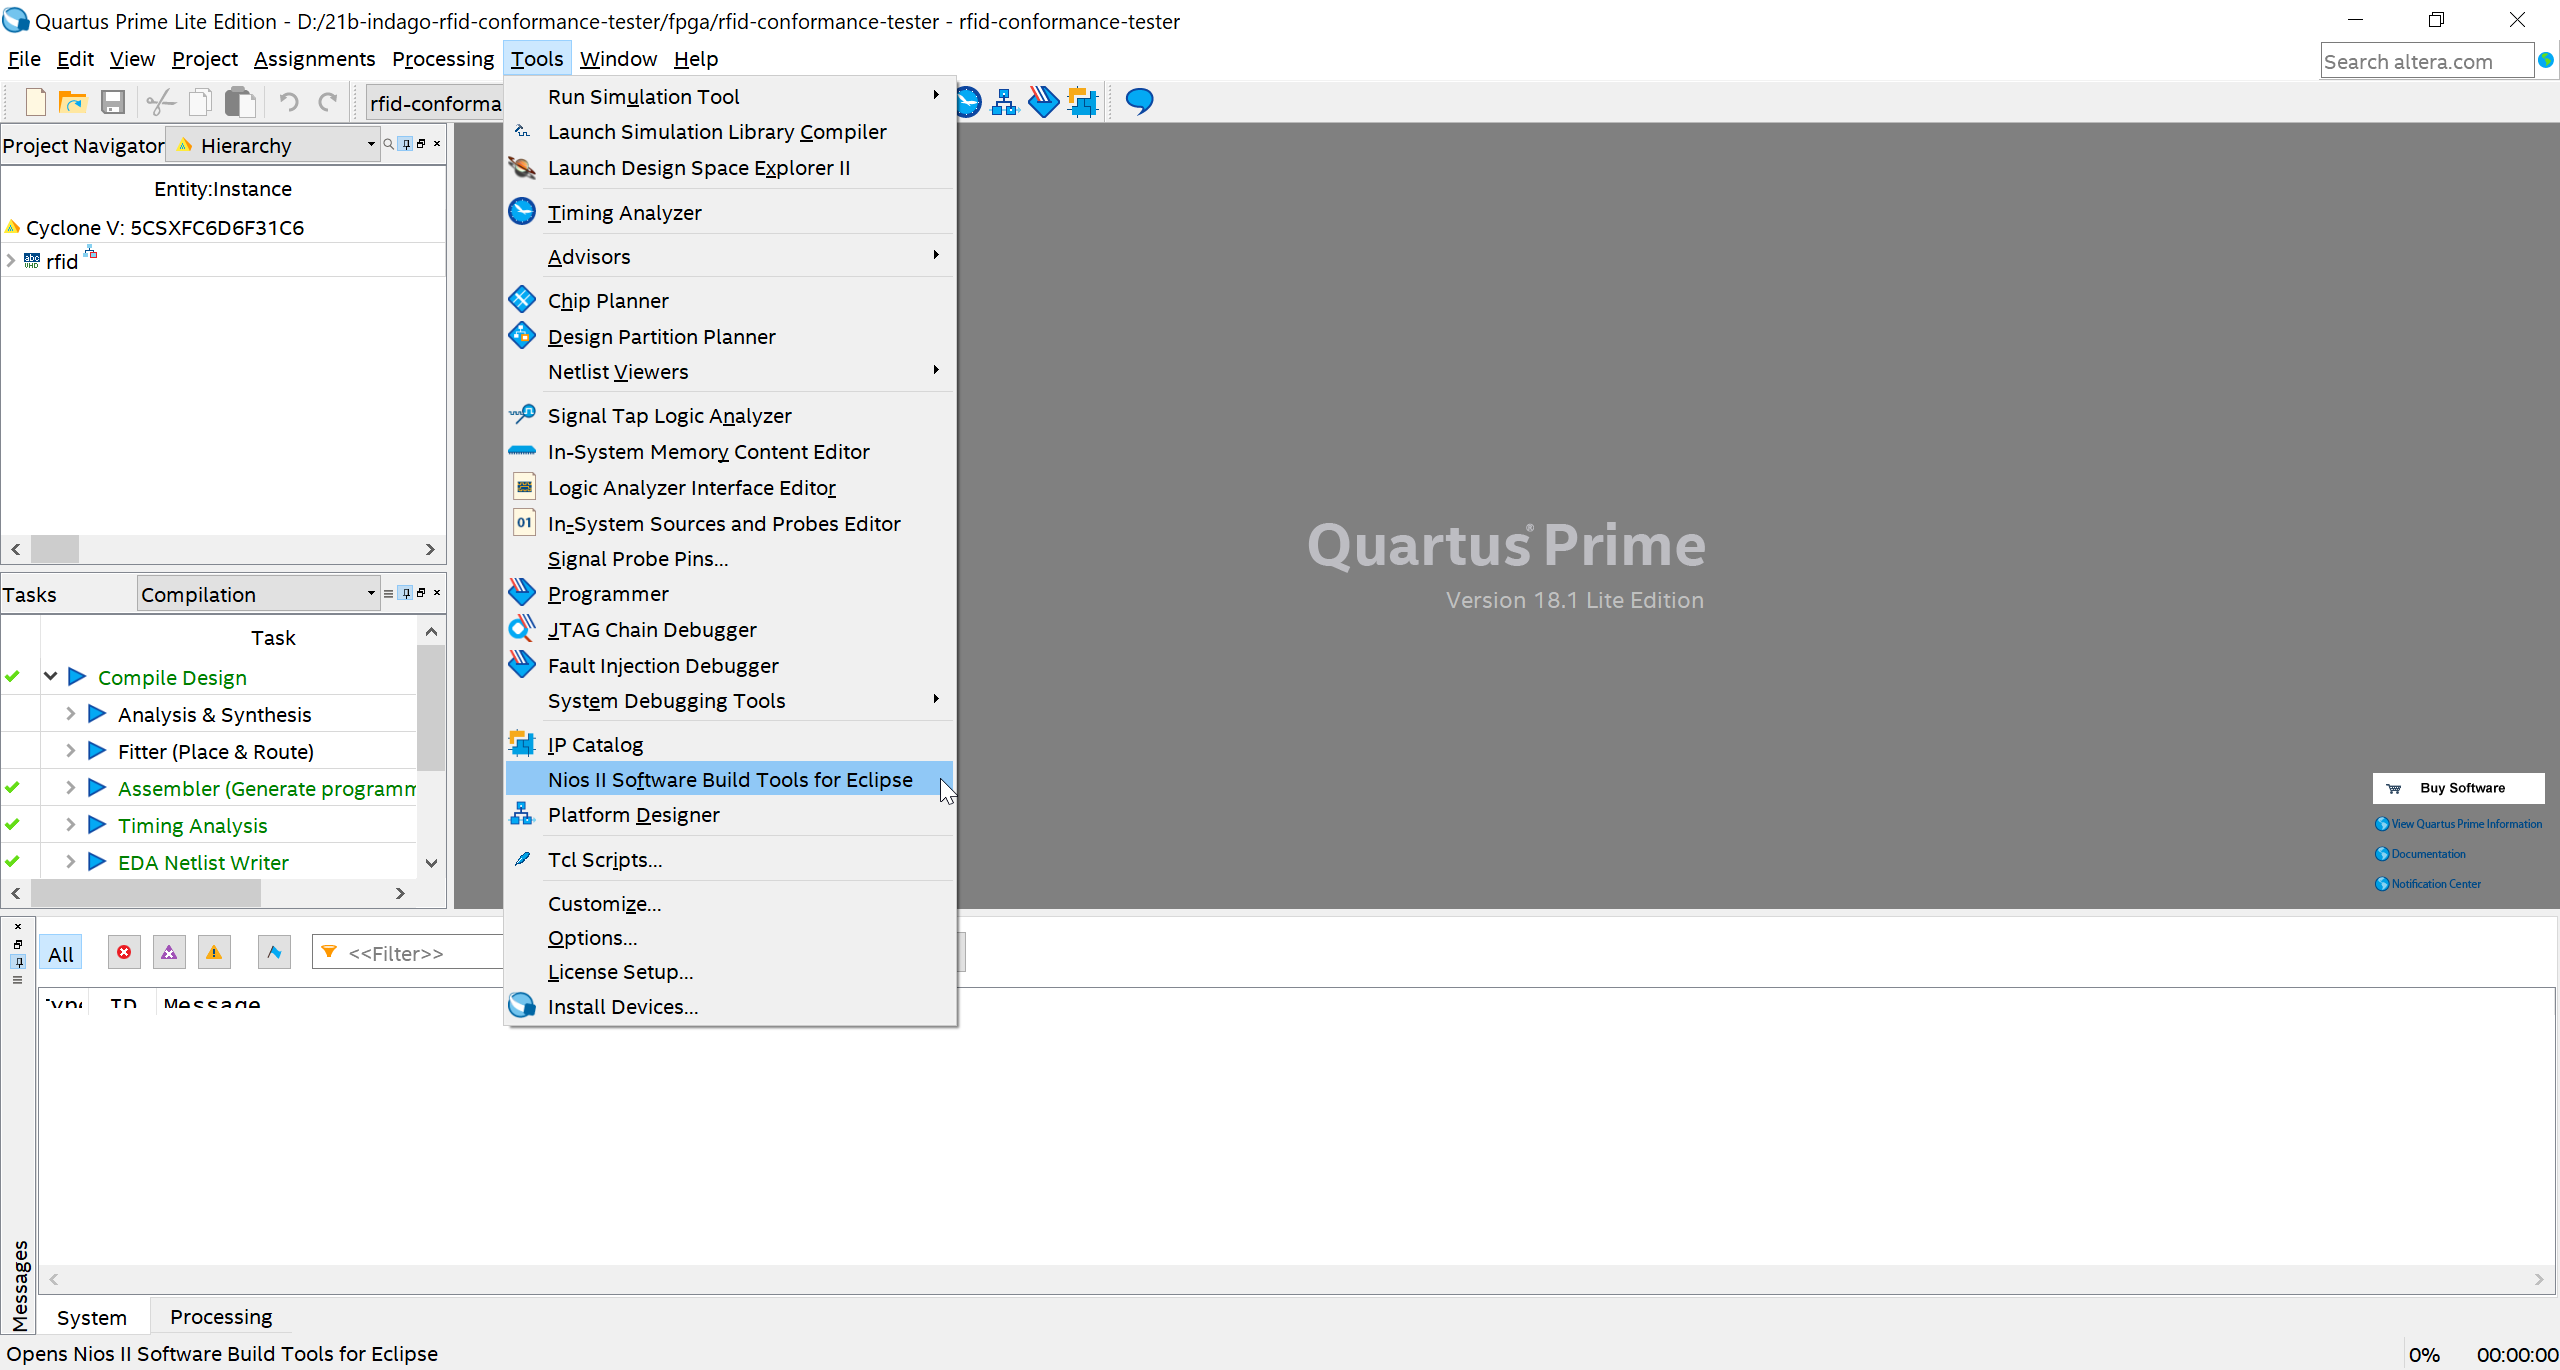 Quartus Prime Lite Edition - D:/21b-indago-rfid-conformance-tester/fpga/rfid-conformance-tester - rfid-conformance-tester
File Edit View Project Assignments Processing Tools Window Help
Search altera.com
rfid-conforma
Project Navigator
Hierarchy
Entity:Instance
Cyclone V: 5CSXFC6D6F31C6
abc
VHD
rfid
Tasks
Compilation
Task
Compile Design
Analysis & Synthesis
Fitter (Place & Route)
Assembler (Generate programm
Timing Analysis
EDA Netlist Writer
Run Simulation Tool
Launch Simulation Library Compiler
Launch Design Space Explorer II
Timing Analyzer
Advisors
Chip Planner
Design Partition Planner
Netlist Viewers
Signal Tap Logic Analyzer
In-System Memory Content Editor
Logic Analyzer Interface Editor
01
In-System Sources and Probes Editor
Signal Probe Pins...
Programmer
JTAG Chain Debugger
Fault Injection Debugger
System Debugging Tools
IP Catalog
Nios II Software Build Tools for Eclipse
Platform Designer
Tcl Scripts...
Customize...
Options...
License Setup...
Install Devices...
Quartus® Prime
Version 18.1 Lite Edition
Buy Software
View Quartus Prime Information
Documentation
Notification Center
All
<<Filter>>
Type ID Message
Messages
System Processing
Opens Nios II Software Build Tools for Eclipse
0% 00:00:00